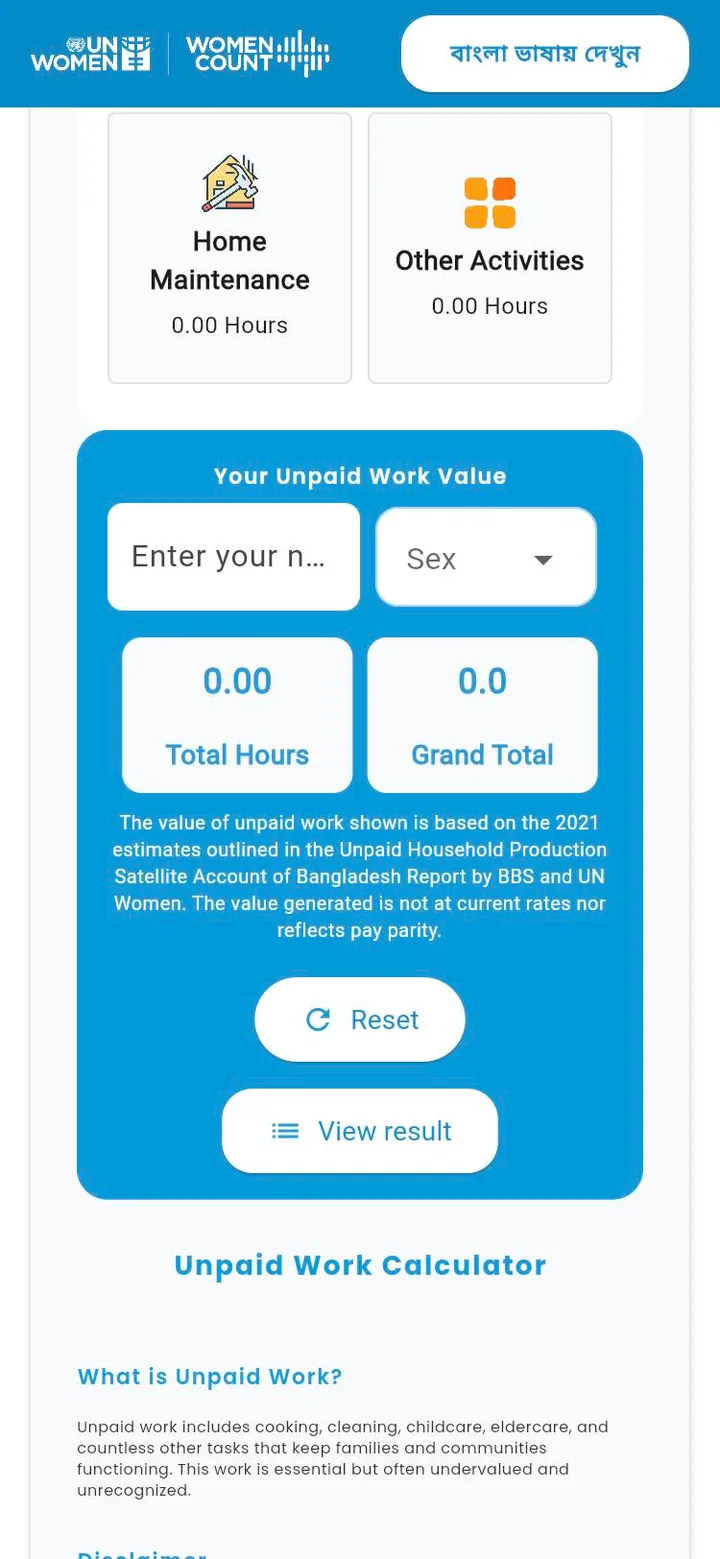 UN WOMEN
WOMEN COUNT
বাংলা ভাষায় দেখুন
Home
Maintenance
0.00 Hours
Other Activities
0.00 Hours
Your Unpaid Work Value
Enter your n...
Sex
0.00
Total Hours
0.0
Grand Total
The value of unpaid work shown is based on the 2021
estimates outlined in the Unpaid Household Production
Satellite Account of Bangladesh Report by BBS and UN
Women. The value generated is not at current rates nor
reflects pay parity.
Reset
View result
Unpaid Work Calculator
What is Unpaid Work?
Unpaid work includes cooking, cleaning, childcare, eldercare, and
countless other tasks that keep families and communities
functioning. This work is essential but often undervalued and
unrecognized.
Disclaimer